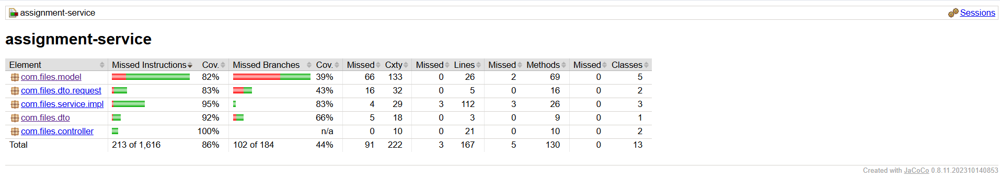 assignment-service Sessions
assignment-service
Element Missed Instructions Cov. Missed Branches Cov. Missed Cxty Missed Lines Missed Methods Missed Classes
com.files.model 82% 39% 66 133 0 26 2 69 0 5
com.files.dto.request 83% 43% 16 32 0 5 0 16 0 2
com.files.service.impl 95% 83% 4 29 3 112 3 26 0 3
com.files.dto 92% 66% 5 18 0 3 0 9 0 1
com.files.controller 100% n/a 0 10 0 21 0 10 0 2
Total 213 of 1,616 86% 102 of 184 44% 91 222 3 167 5 130 0 13
Created with JaCoCo 0.8.11.202310140853